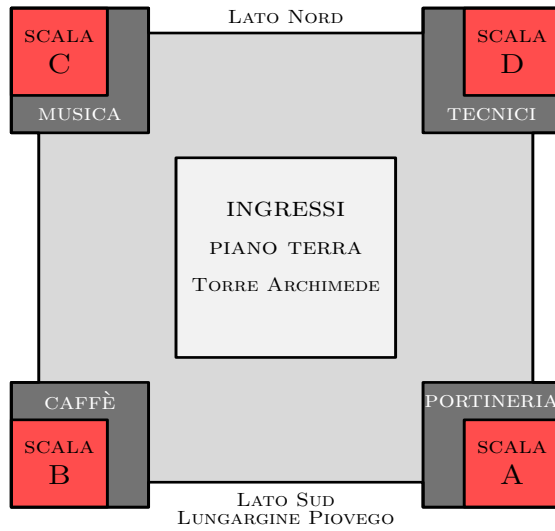 Lato Nord
SCALA
C
MUSICA
SCALA
D
TECNICI
INGRESSI
PIANO TERRA
Torre Archimede
CAFFÈ
SCALA
B
PORTINERIA
SCALA
A
Lato Sud
Lungargine Piovego